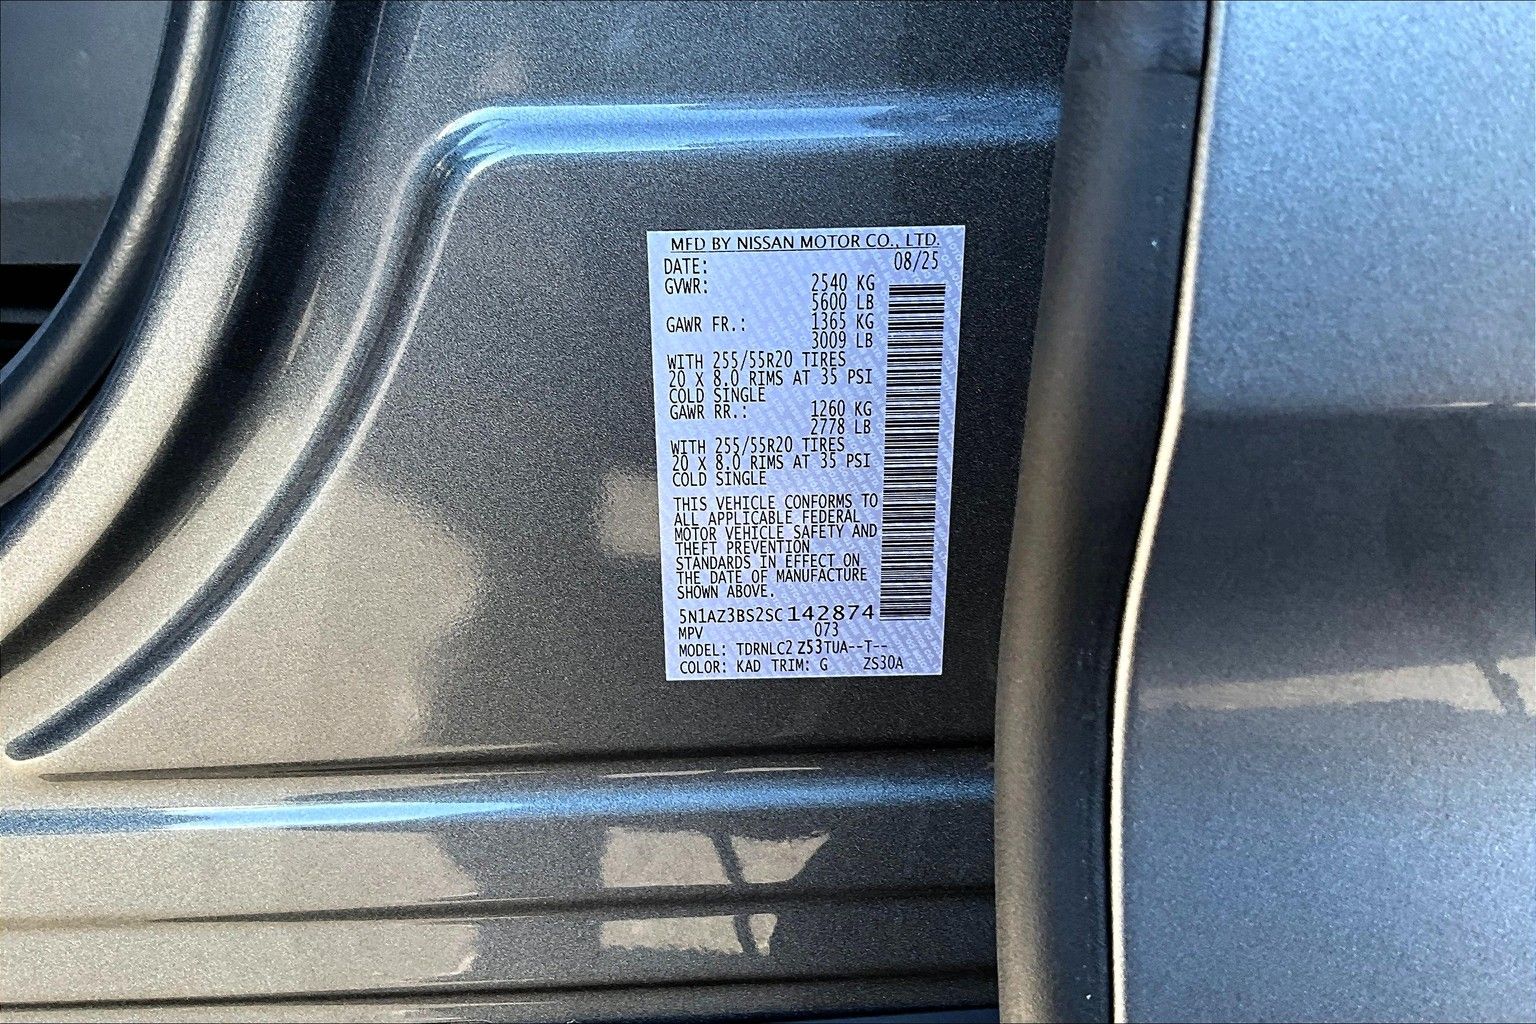 MFD BY NISSAN MOTOR CO., LTD.
DATE: 08/25
GVWR: 2540 KG
5600 LB
GAWR FR.: 1365 KG
3009 LB
WITH 255/55R20 TIRES
20 X 8.0 RIMS AT 35 PSI
COLD SINGLE
GAWR RR.: 1260 KG
2778 LB
WITH 255/55R20 TIRES
20 X 8.0 RIMS AT 35 PSI
COLD SINGLE
THIS VEHICLE CONFORMS TO
ALL APPLICABLE FEDERAL
MOTOR VEHICLE SAFETY AND
THEFT PREVENTION
STANDARDS IN EFFECT ON
THE DATE OF MANUFACTURE
SHOWN ABOVE.
5N1AZ3BS2SC142874
MPV 073
MODEL: TDRNLC2 Z53TUA--T--
COLOR: KAD TRIM: G ZS30A